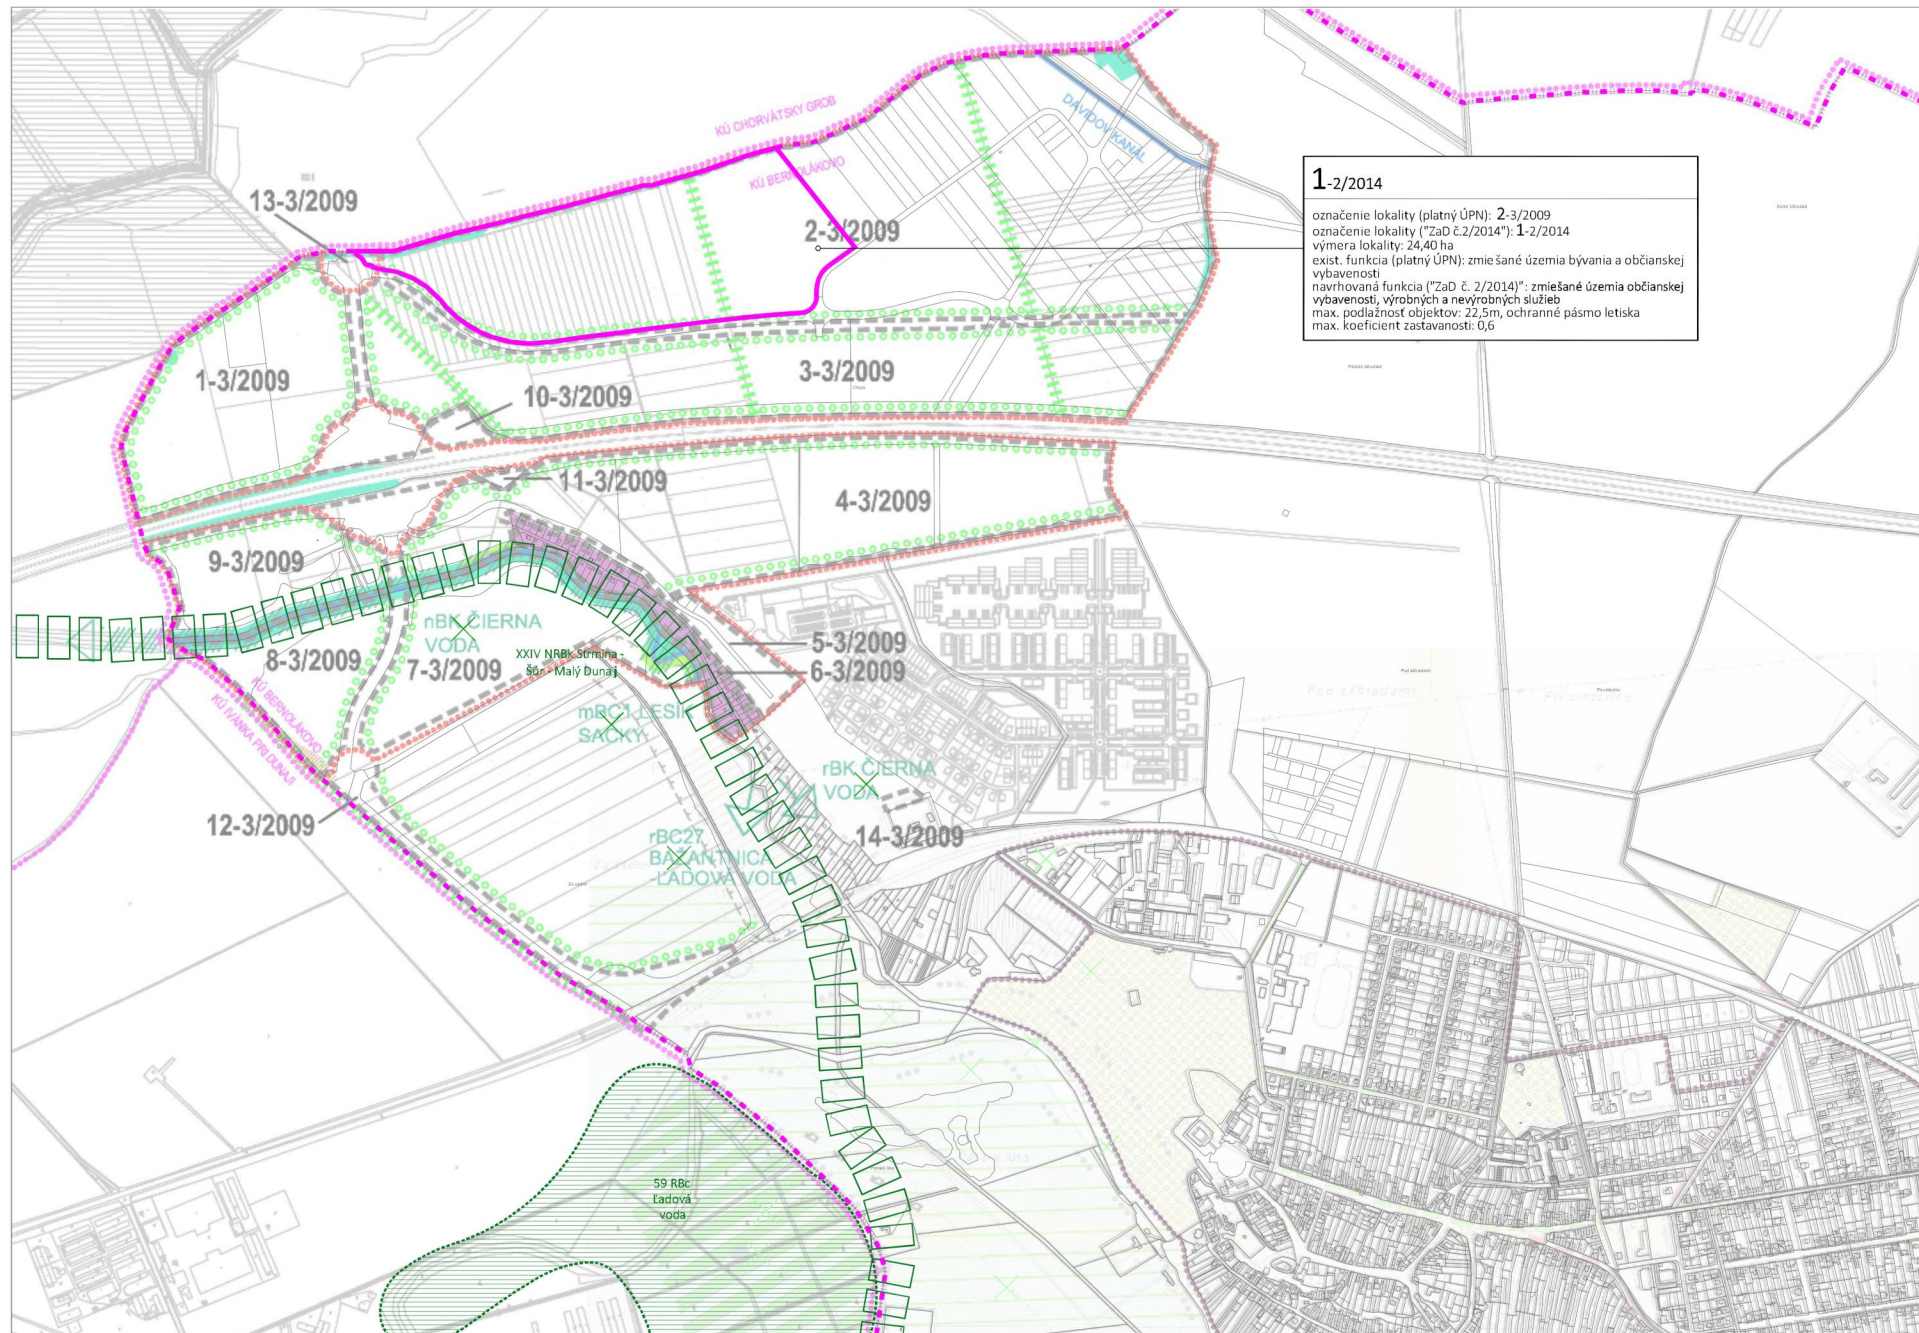 KÚ CHORVÁTSKY GROB
KÚ BERNOLÁKOVO
DÁVIDOV KANÁL
13-3/2009
2-3/2009
1-2/2014
označenie lokality (platný ÚPN): 2-3/2009
označenie lokality ("ZaD č.2/2014"): 1-2/2014
výmera lokality: 24,40 ha
exist. funkcia (platný ÚPN): zmiešané územia bývania a občianskej
vybavenosti
navrhovaná funkcia ("ZaD č. 2/2014)": zmiešané územia občianskej
vybavenosti, výrobných a nevýrobných služieb
max. podlažnosť objektov: 22,5m, ochranné pásmo letiska
max. koeficient zastavanosti: 0,6
1-3/2009
10-3/2009
3-3/2009
11-3/2009
4-3/2009
9-3/2009
8-3/2009
7-3/2009
nBK ČIERNA
VODA
XXIV NRBk Strmina -
Šúr - Malý Dunaj
5-3/2009
6-3/2009
KÚ BERNOLÁKOVO
KÚ IVANKA PRI DUNAJI
mBC1 LESÍK
SACKY
rBK ČIERNA
VODA
12-3/2009
14-3/2009
rBC27
BAŽANTNICA
-ĽADOVÁ VODA
Pod záhradami
59 RBc
Ľadová
voda